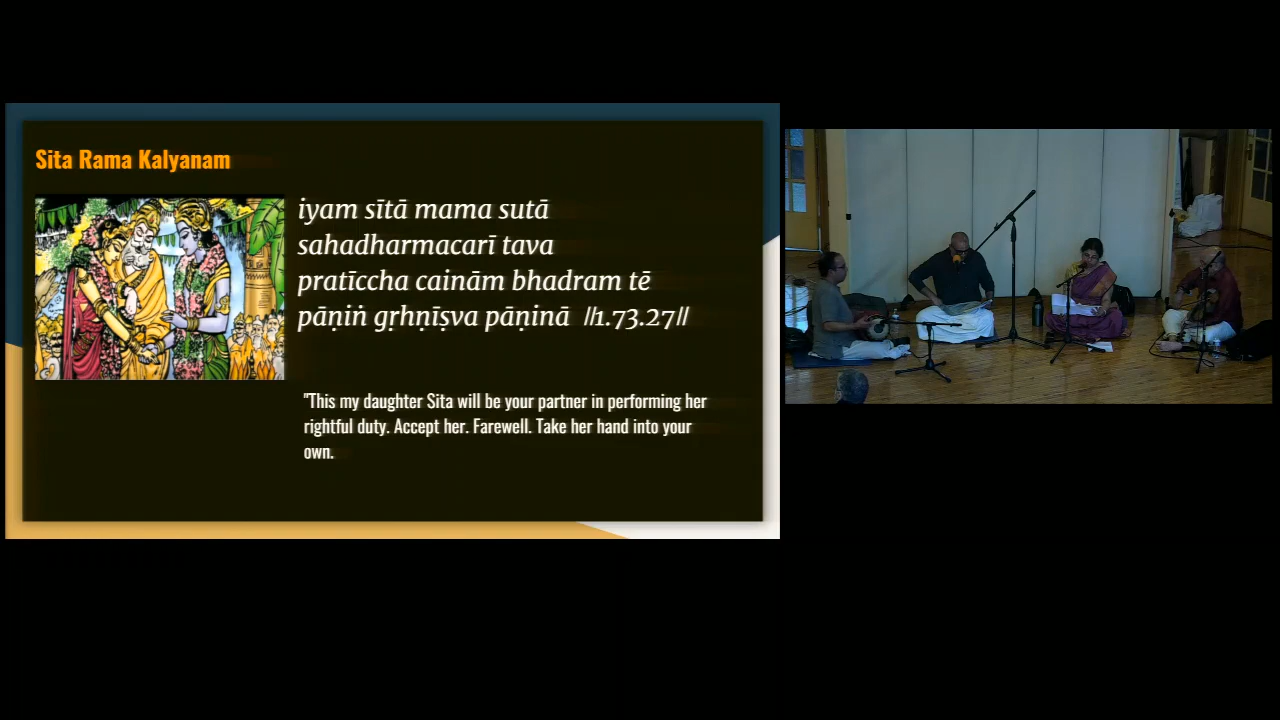 Sita Rama Kalyanam
iyam sītā mama sutā
sahadharmacarī tava
pratīccha cainām bhadram tē
pāṇiṅ gṛhṇīṣva pāṇinā //1.73.27//
"This my daughter Sita will be your partner in performing her
rightful duty. Accept her. Farewell. Take her hand into your
own.